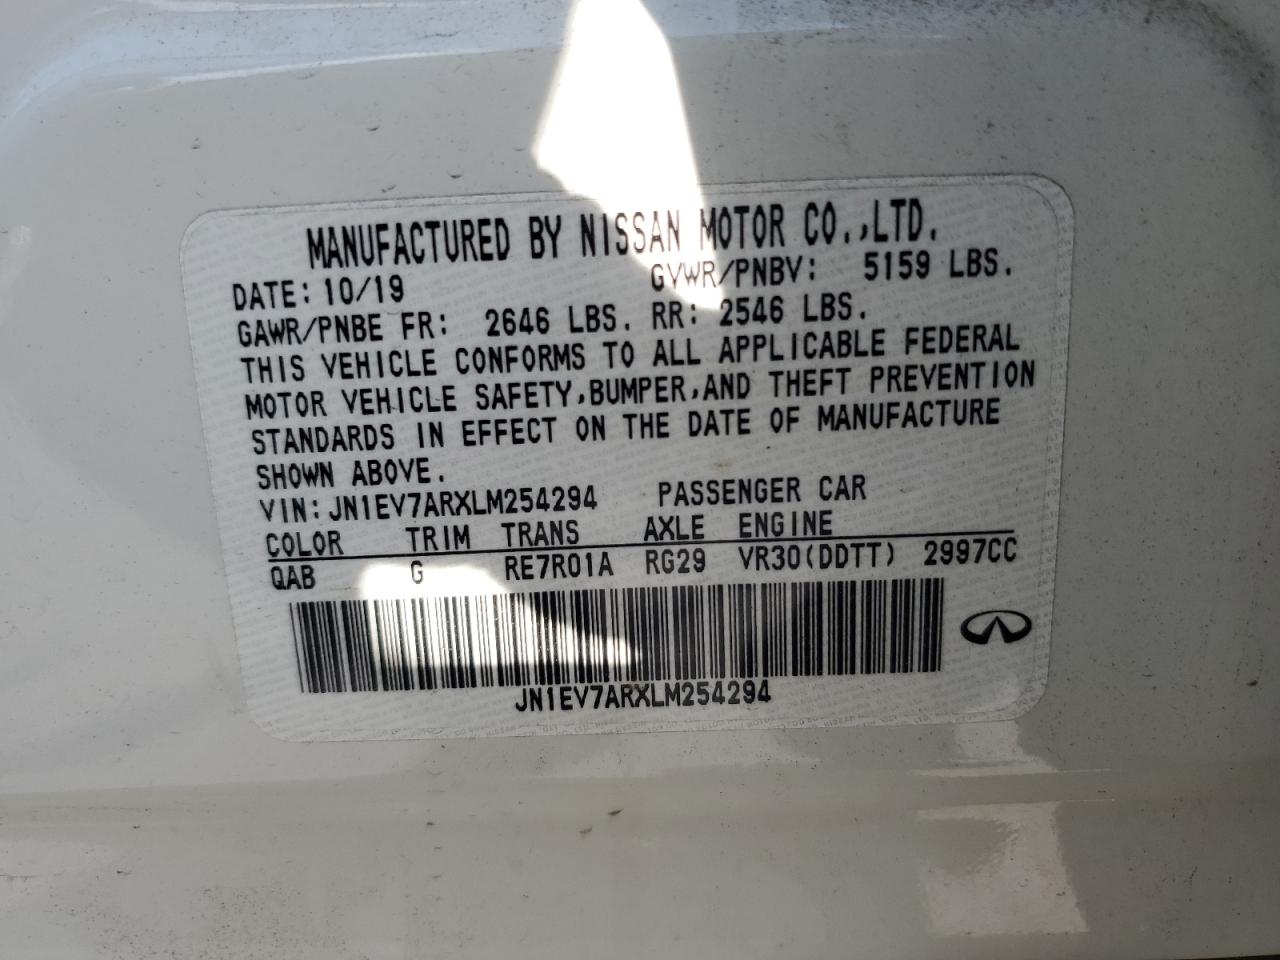 MANUFACTURED BY NISSAN MOTOR CO.,LTD.
DATE: 10/19 GVWR/PNBV: 5159 LBS.
GAWR/PNBE FR: 2646 LBS. RR: 2546 LBS.
THIS VEHICLE CONFORMS TO ALL APPLICABLE FEDERAL
MOTOR VEHICLE SAFETY,BUMPER,AND THEFT PREVENTION
STANDARDS IN EFFECT ON THE DATE OF MANUFACTURE
SHOWN ABOVE.
VIN: JN1EV7ARXLM254294 PASSENGER CAR
COLOR TRIM TRANS AXLE ENGINE
QAB G RE7R01A RG29 VR30(DDTT) 2997CC
JN1EV7ARXLM254294